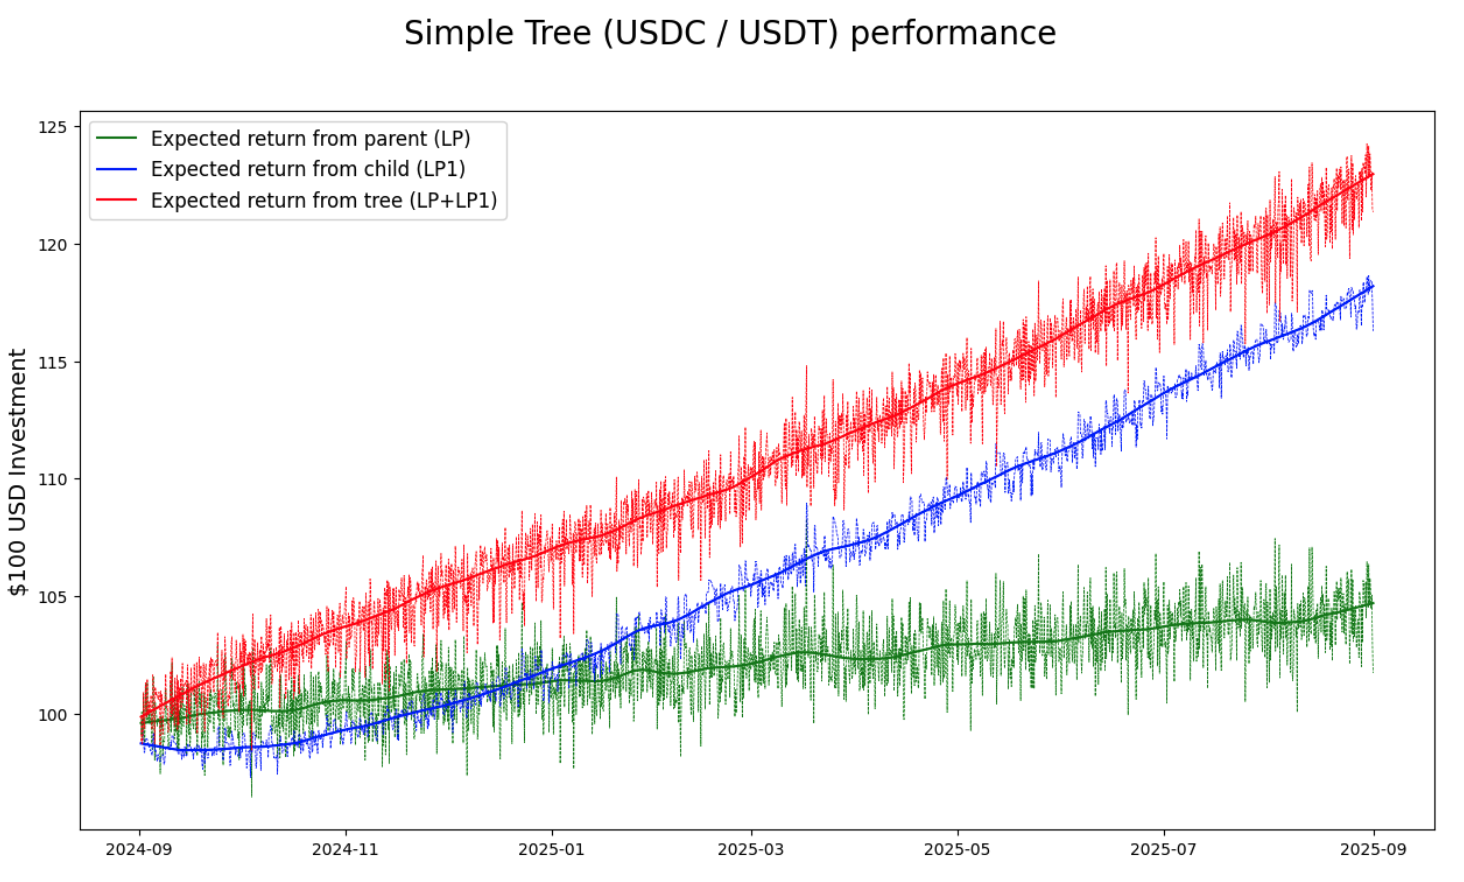 Simple Tree (USDC / USDT) performance
Expected return from parent (LP)
Expected return from child (LP1)
Expected return from tree (LP+LP1)
$100 USD Investment
125
120
115
110
105
100
2024-09
2024-11
2025-01
2025-03
2025-05
2025-07
2025-09